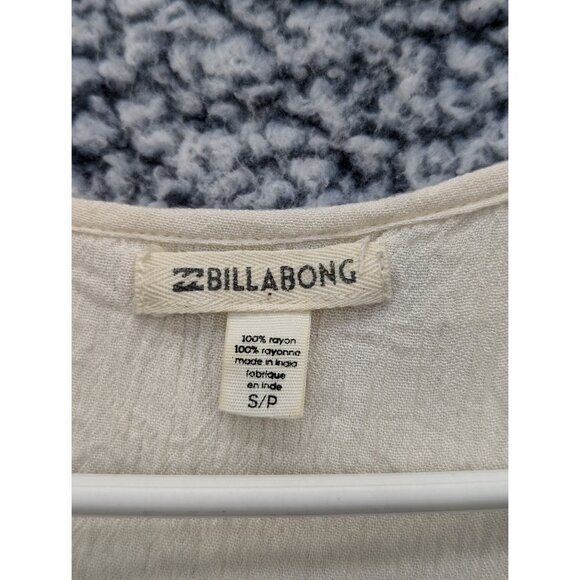 BILLABONG
100% rayon
100% rayonne
made in India
fabrique
en Inde
S/P